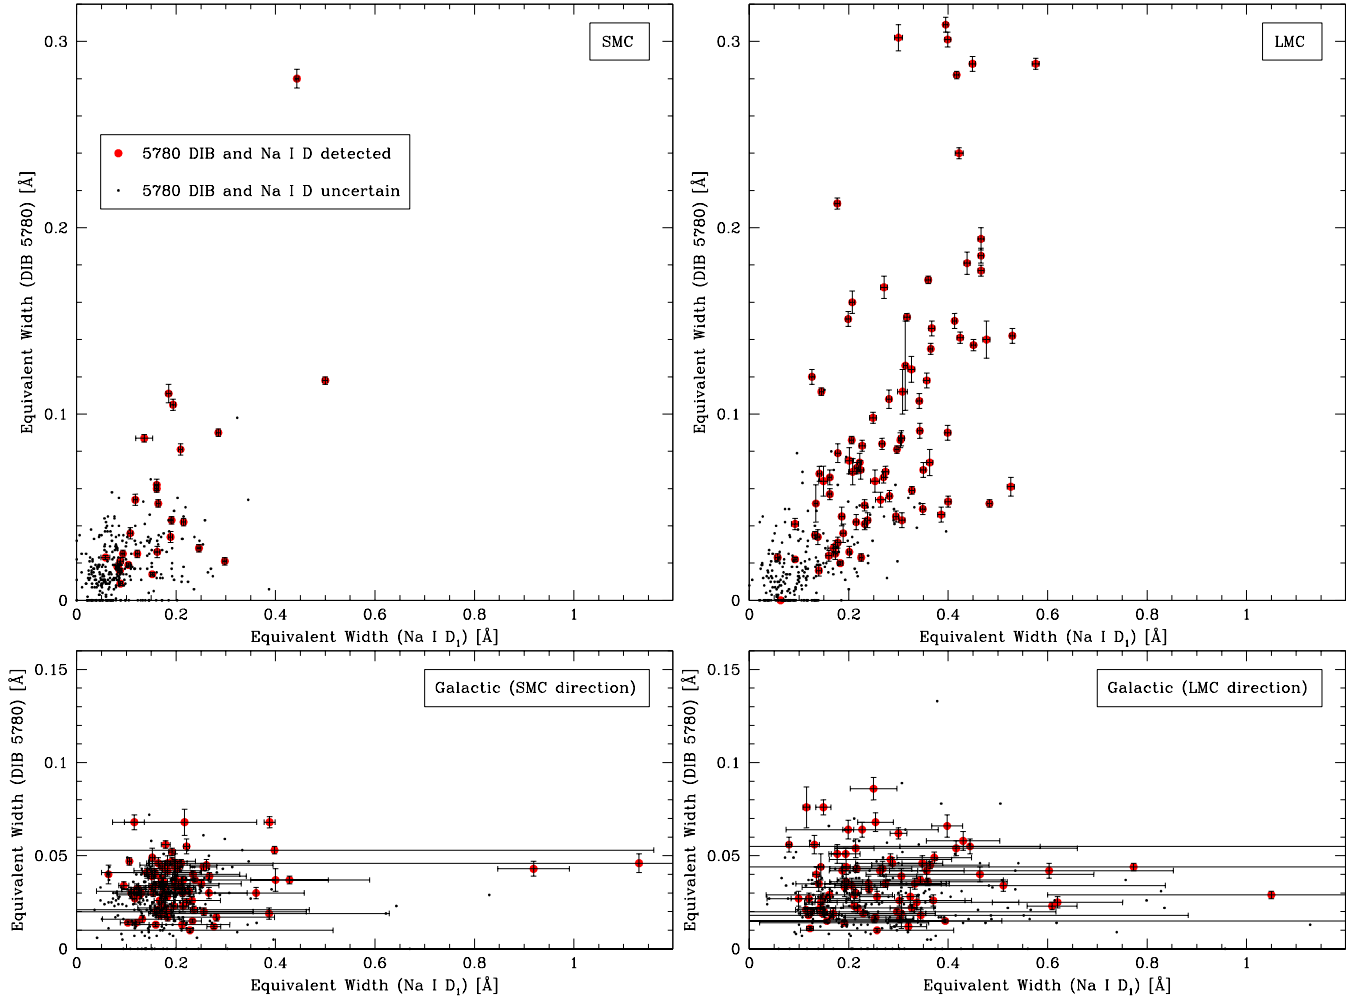 SMC
5780 DIB and Na I D detected
5780 DIB and Na I D uncertain
Equivalent Width (DIB 5780) [Å]
0.3
0.2
0.1
0
0 0.2 0.4 0.6 0.8 1
Equivalent Width (Na I D₁) [Å]
LMC
Equivalent Width (DIB 5780) [Å]
0.3
0.2
0.1
0
0 0.2 0.4 0.6 0.8 1
Equivalent Width (Na I D₁) [Å]
Galactic (SMC direction)
Equivalent Width (DIB 5780) [Å]
0.15
0.1
0.05
0
0 0.2 0.4 0.6 0.8 1
Equivalent Width (Na I D₁) [Å]
Galactic (LMC direction)
Equivalent Width (DIB 5780) [Å]
0.15
0.1
0.05
0
0 0.2 0.4 0.6 0.8 1
Equivalent Width (Na I D₁) [Å]